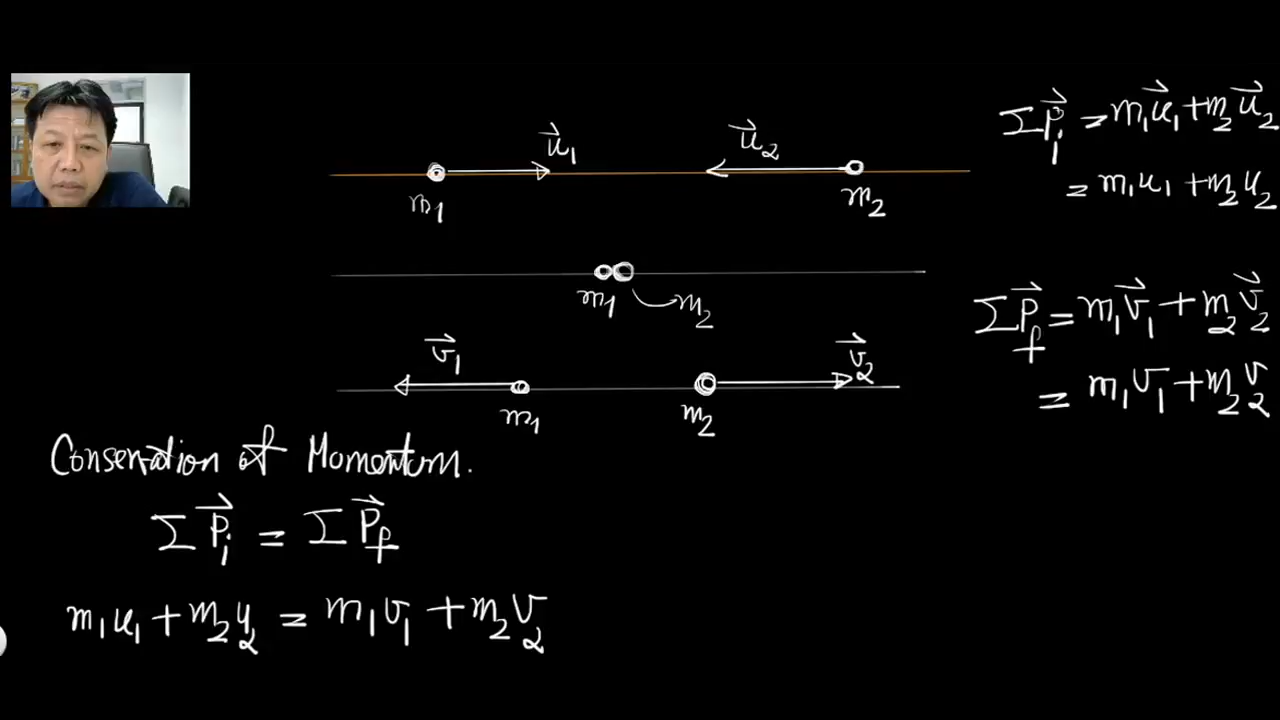 u⃗₁
u⃗₂
m₁
m₂
m₁
m₂
v⃗₁
v⃗₂
m₁
m₂
ΣP⃗ᵢ = m₁u⃗₁ + m₂u⃗₂
= m₁u₁ + m₂u₂
ΣP⃗f = m₁v⃗₁ + m₂v⃗₂
= m₁v₁ + m₂v₂
Conservation of Momentum.
ΣP⃗ᵢ = ΣP⃗f
m₁u₁ + m₂u₂ = m₁v₁ + m₂v₂